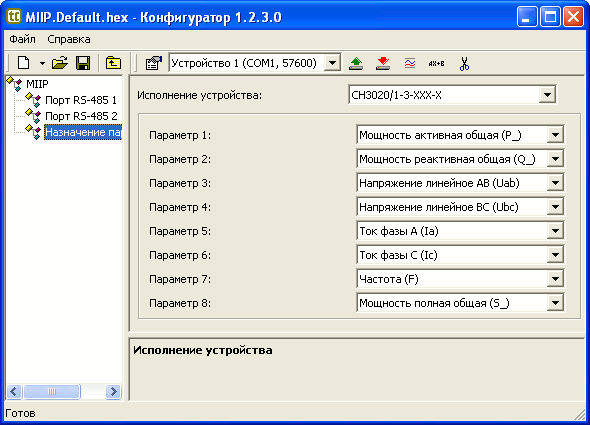 MIIP.Default.hex - Конфигуратор 1.2.3.0
Файл Справка
Устройство 1 (COM1, 57600) AX+B
MIIP
Порт RS-485 1
Порт RS-485 2
Назначение пар
Исполнение устройства: CH3020/1-3-XXX-X
Параметр 1: Мощность активная общая (P_)
Параметр 2: Мощность реактивная общая (Q_)
Параметр 3: Напряжение линейное AB (Uab)
Параметр 4: Напряжение линейное BC (Ubc)
Параметр 5: Ток фазы A (Ia)
Параметр 6: Ток фазы C (Ic)
Параметр 7: Частота (F)
Параметр 8: Мощность полная общая (S_)
Исполнение устройства
Готов